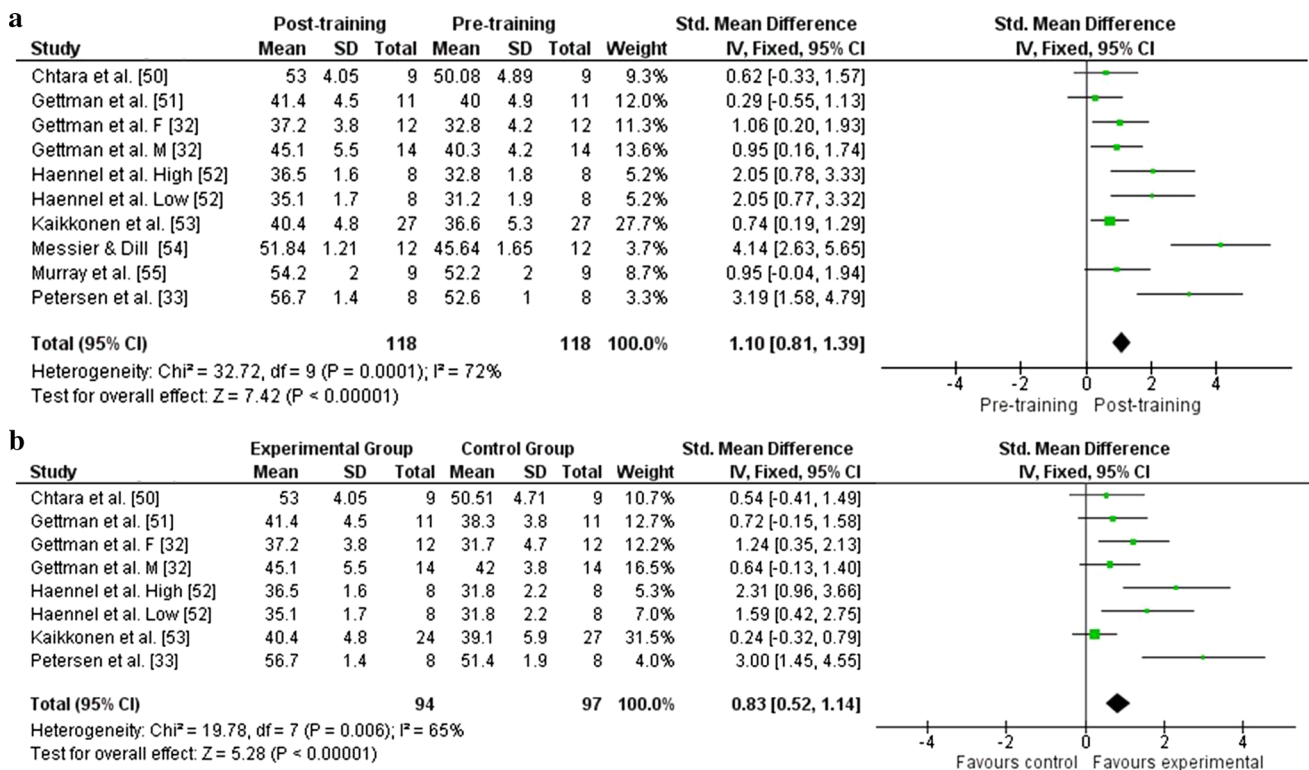 a
Post-training Pre-training Std. Mean Difference Std. Mean Difference
Study Mean SD Total Mean SD Total Weight IV, Fixed, 95% CI IV, Fixed, 95% CI
Chtara et al. [50] 53 4.05 9 50.08 4.89 9 9.3% 0.62 [-0.33, 1.57]
Gettman et al. [51] 41.4 4.5 11 40 4.9 11 12.0% 0.29 [-0.55, 1.13]
Gettman et al. F [32] 37.2 3.8 12 32.8 4.2 12 11.3% 1.06 [0.20, 1.93]
Gettman et al. M [32] 45.1 5.5 14 40.3 4.2 14 13.6% 0.95 [0.16, 1.74]
Haennel et al. High [52] 36.5 1.6 8 32.8 1.8 8 5.2% 2.05 [0.78, 3.33]
Haennel et al. Low [52] 35.1 1.7 8 31.2 1.9 8 5.2% 2.05 [0.77, 3.32]
Kaikkonen et al. [53] 40.4 4.8 27 36.6 5.3 27 27.7% 0.74 [0.19, 1.29]
Messier & Dill [54] 51.84 1.21 12 45.64 1.65 12 3.7% 4.14 [2.63, 5.65]
Murray et al. [55] 54.2 2 9 52.2 2 9 8.7% 0.95 [-0.04, 1.94]
Petersen et al. [33] 56.7 1.4 8 52.6 1 8 3.3% 3.19 [1.58, 4.79]
Total (95% CI) 118 118 100.0% 1.10 [0.81, 1.39]
Heterogeneity: Chi² = 32.72, df = 9 (P = 0.0001); I² = 72%
Test for overall effect: Z = 7.42 (P < 0.00001)
-4 -2 0 2 4
Pre-training Post-training
b
Experimental Group Control Group Std. Mean Difference Std. Mean Difference
Study Mean SD Total Mean SD Total Weight IV, Fixed, 95% CI IV, Fixed, 95% CI
Chtara et al. [50] 53 4.05 9 50.51 4.71 9 10.7% 0.54 [-0.41, 1.49]
Gettman et al. [51] 41.4 4.5 11 38.3 3.8 11 12.7% 0.72 [-0.15, 1.58]
Gettman et al. F [32] 37.2 3.8 12 31.7 4.7 12 12.2% 1.24 [0.35, 2.13]
Gettman et al. M [32] 45.1 5.5 14 42 3.8 14 16.5% 0.64 [-0.13, 1.40]
Haennel et al. High [52] 36.5 1.6 8 31.8 2.2 8 5.3% 2.31 [0.96, 3.66]
Haennel et al. Low [52] 35.1 1.7 8 31.8 2.2 8 7.0% 1.59 [0.42, 2.75]
Kaikkonen et al. [53] 40.4 4.8 24 39.1 5.9 27 31.5% 0.24 [-0.32, 0.79]
Petersen et al. [33] 56.7 1.4 8 51.4 1.9 8 4.0% 3.00 [1.45, 4.55]
Total (95% CI) 94 97 100.0% 0.83 [0.52, 1.14]
Heterogeneity: Chi² = 19.78, df = 7 (P = 0.006); I² = 65%
Test for overall effect: Z = 5.28 (P < 0.00001)
-4 -2 0 2 4
Favours control Favours experimental